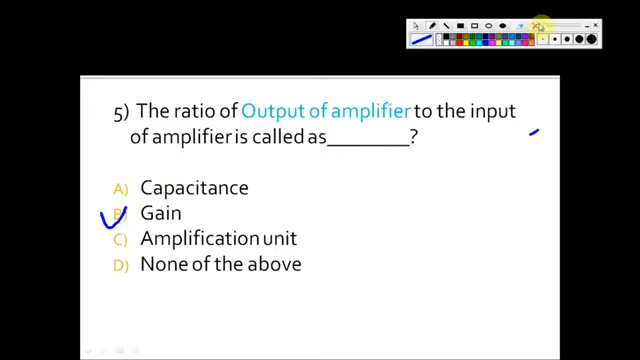 5) The ratio of Output of amplifier to the input
of amplifier is called as_________?
A) Capacitance
B) Gain
C) Amplification unit
D) None of the above